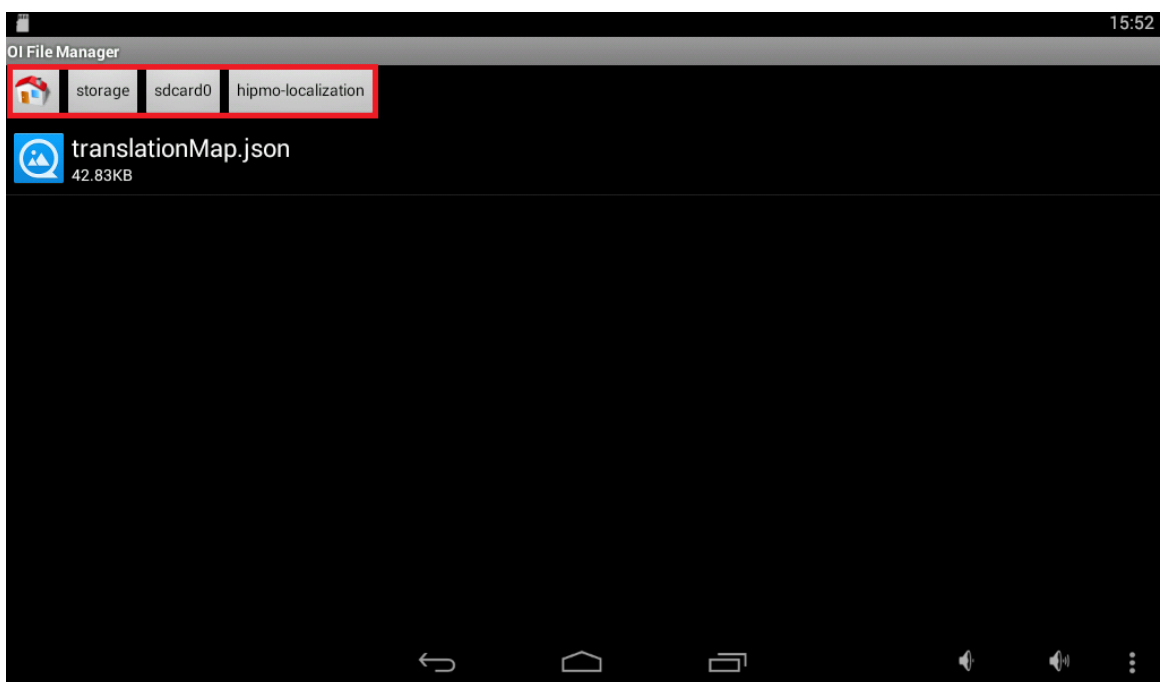 15:52
OI File Manager
storage sdcard0 hipmo-localization
translationMap.json
42.83KB